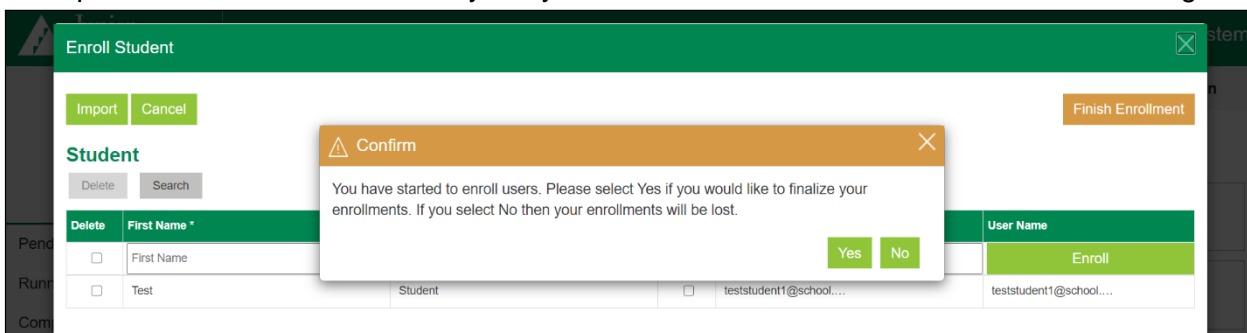 Enroll Student
Import Cancel Finish Enrollment
Student
Delete Search
Confirm
You have started to enroll users. Please select Yes if you would like to finalize your
enrollments. If you select No then your enrollments will be lost.
Yes No
Delete First Name * User Name
First Name Enroll
Test Student teststudent1@school.... teststudent1@school....